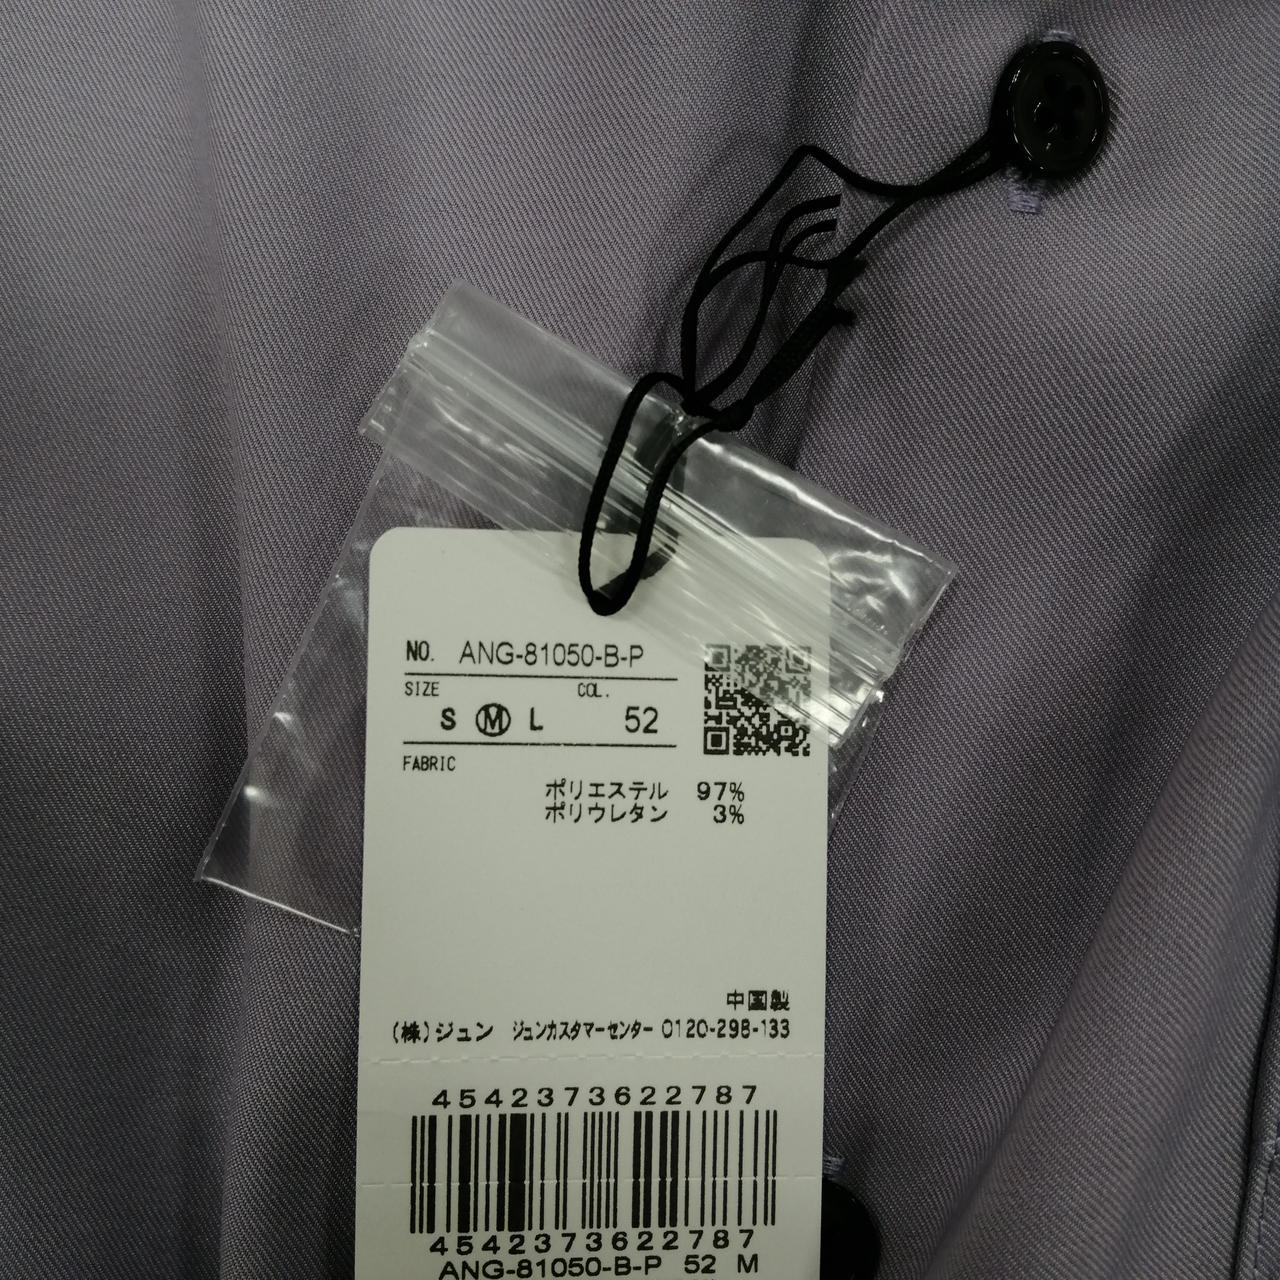 NO. ANG-81050-B-P
SIZE COL.
S M L 52
FABRIC
ポリエステル 97%
ポリウレタン 3%
中国製
(株)ジュン ジュンカスタマーセンター 0120-298-133
4542373622787
4542373622787
ANG-81050-B-P 52 M